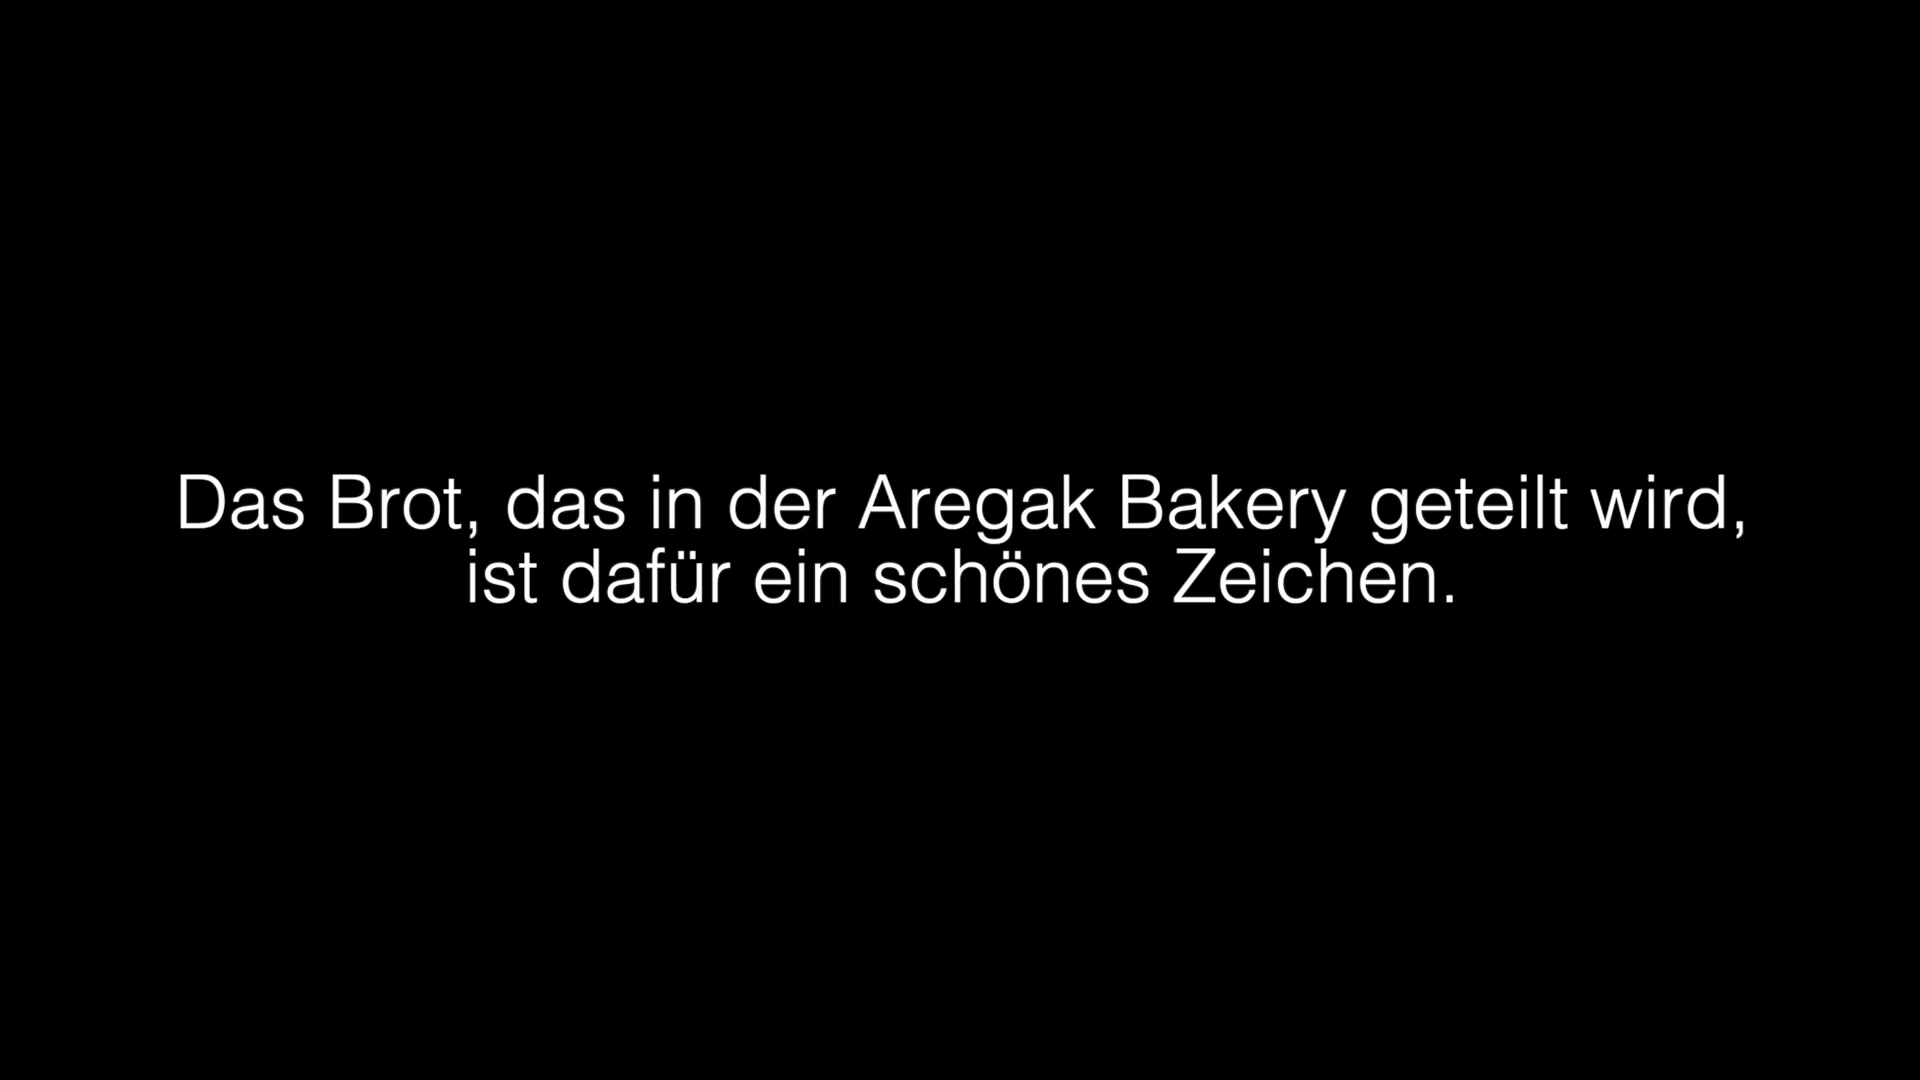 Das Brot, das in der Aregak Bakery geteilt wird,
ist dafür ein schönes Zeichen.